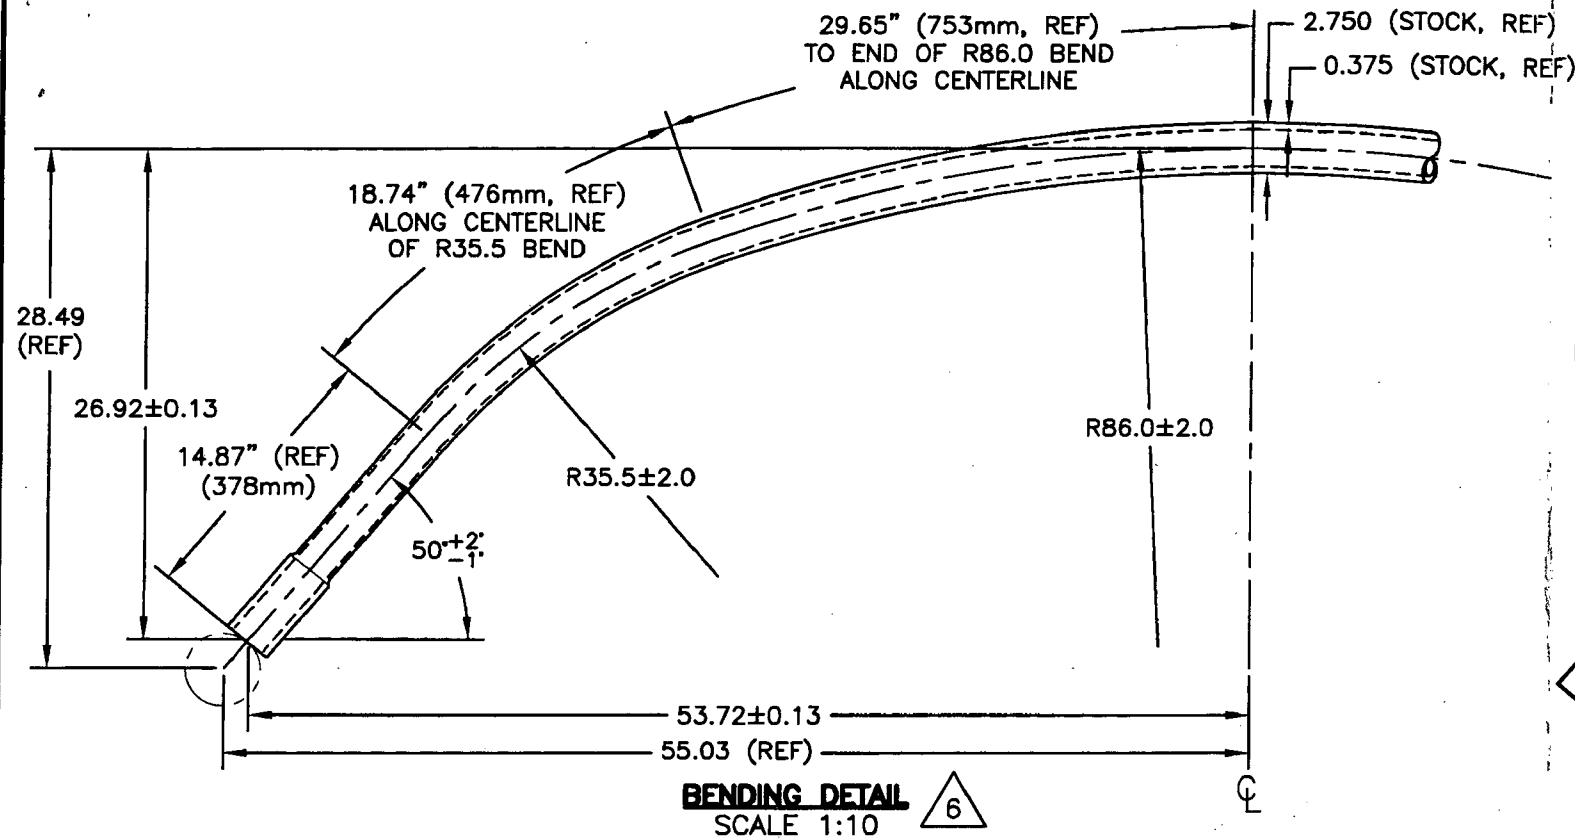 29.65" (753mm, REF)
TO END OF R86.0 BEND
ALONG CENTERLINE
2.750 (STOCK, REF)
0.375 (STOCK, REF)
18.74" (476mm, REF)
ALONG CENTERLINE
OF R35.5 BEND
28.49
(REF)
26.92±0.13
14.87" (REF)
(378mm)
R86.0±2.0
R35.5±2.0
50°+2°
-1°
53.72±0.13
55.03 (REF)
BENDING DETAIL
6
SCALE 1:10
℄